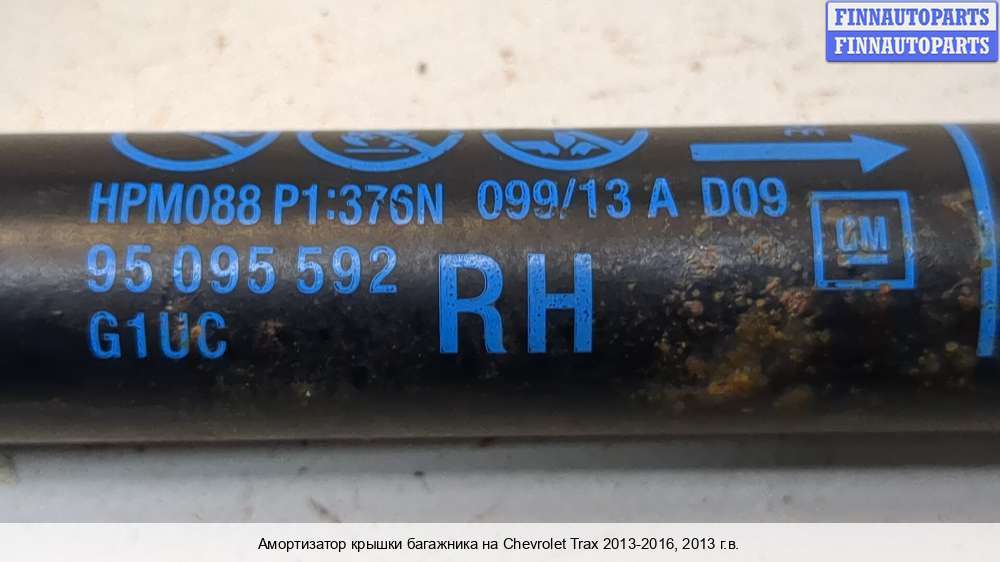 FINNAUTOPARTS
FINNAUTOPARTS
HPM088 P1:376N 099/13 A D09
95 095 592
G1UC
RH
GM
Амортизатор крышки багажника на Chevrolet Trax 2013-2016, 2013 г.в.